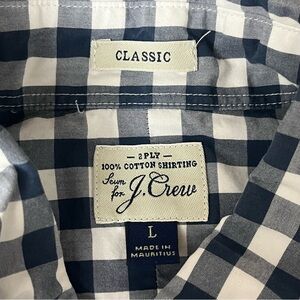 CLASSIC
— 2 PLY —
100% COTTON SHIRTING
Sewn
for J.Crew
L
MADE IN
MAURITIUS